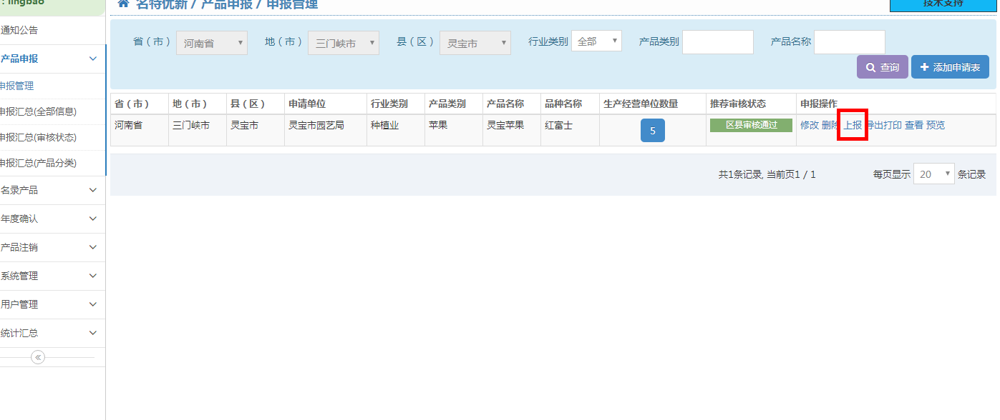 : lingbao
名特优新 / 产品申报 / 申报管理
技术支持
通知公告
产品申报
申报管理
申报汇总(全部信息)
申报汇总(审核状态)
申报汇总(产品分类)
名录产品
年度确认
产品注销
系统管理
用户管理
统计汇总
省（市） 河南省 地（市） 三门峡市 县（区） 灵宝市 行业类别 全部 产品类别 产品名称
查询 添加申请表
省（市） 地（市） 县（区） 申请单位 行业类别 产品类别 产品名称 品种名称 生产经营单位数量 推荐审核状态 申报操作
河南省 三门峡市 灵宝市 灵宝市园艺局 种植业 苹果 灵宝苹果 红富士 5 区县审核通过 修改 删除 上报 导出打印 查看 预览
共1条记录, 当前页1 / 1 每页显示 20 条记录